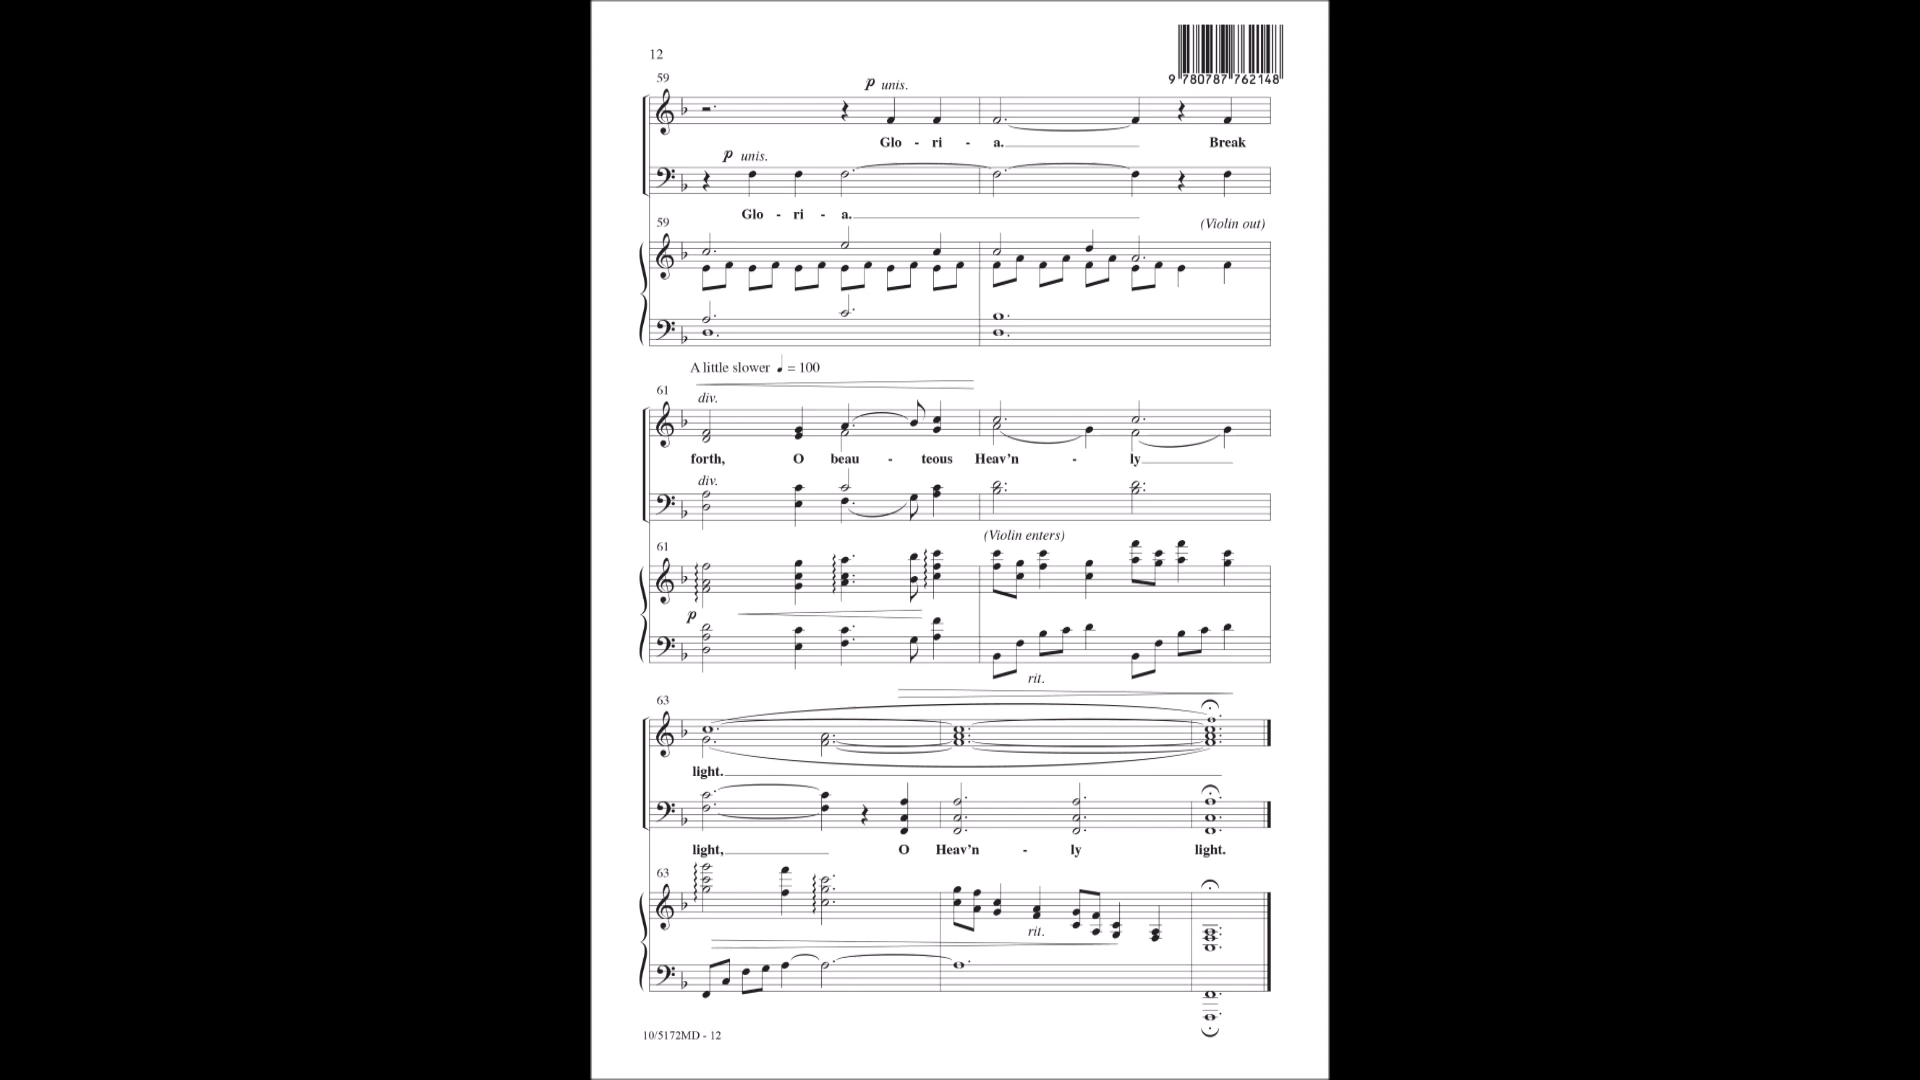 12
9 780787 762148
59
p unis.
Glo - ri - a. Break
p unis.
Glo - ri - a.
59
(Violin out)
A little slower ♩ = 100
61
div.
forth, O beau - teous Heav'n - ly
div.
(Violin enters)
61
p
rit.
63
light.
light, O Heav'n - ly light.
63
rit.
10/5172MD - 12